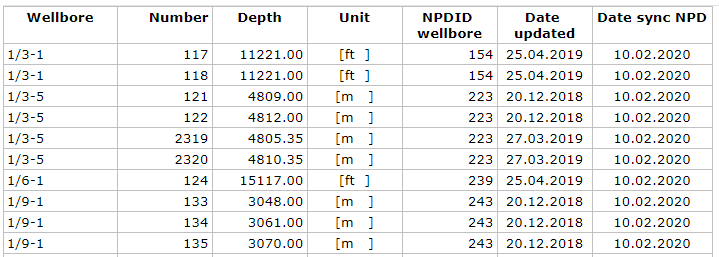 Wellbore Number Depth Unit NPDID wellbore Date updated Date sync NPD
1/3-1 117 11221.00 [ft  ] 154 25.04.2019 10.02.2020
1/3-1 118 11221.00 [ft  ] 154 25.04.2019 10.02.2020
1/3-5 121 4809.00 [m   ] 223 20.12.2018 10.02.2020
1/3-5 122 4812.00 [m   ] 223 20.12.2018 10.02.2020
1/3-5 2319 4805.35 [m   ] 223 27.03.2019 10.02.2020
1/3-5 2320 4810.35 [m   ] 223 27.03.2019 10.02.2020
1/6-1 124 15117.00 [ft  ] 239 25.04.2019 10.02.2020
1/9-1 133 3048.00 [m   ] 243 20.12.2018 10.02.2020
1/9-1 134 3061.00 [m   ] 243 20.12.2018 10.02.2020
1/9-1 135 3070.00 [m   ] 243 20.12.2018 10.02.2020